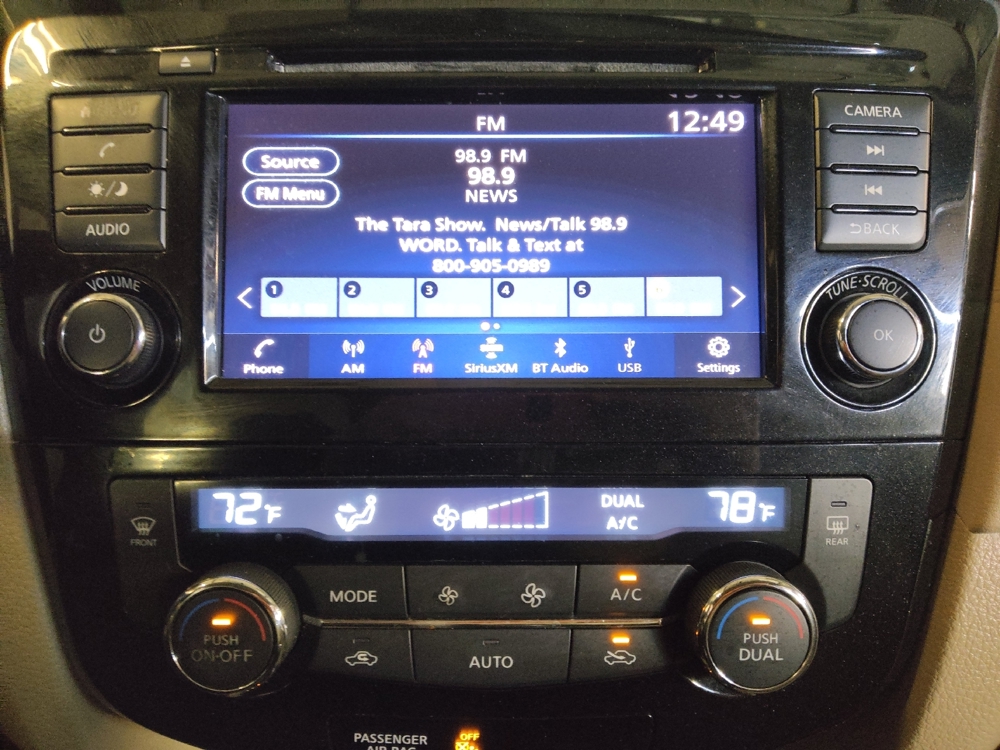 FM
12:49
CAMERA
Source
98.9 FM
98.9
FM Menu
NEWS
AUDIO
BACK
The Tara Show. News/Talk 98.9
WORD. Talk & Text at
800-905-0989
VOLUME
TUNE·SCROLL
1 2 3 4 5
OK
Phone AM FM SiriusXM BT Audio USB Settings
72°F
DUAL
A/C
78°F
FRONT
REAR
MODE
A/C
PUSH
ON-OFF
AUTO
PUSH
DUAL
PASSENGER
AIR BAG
OFF